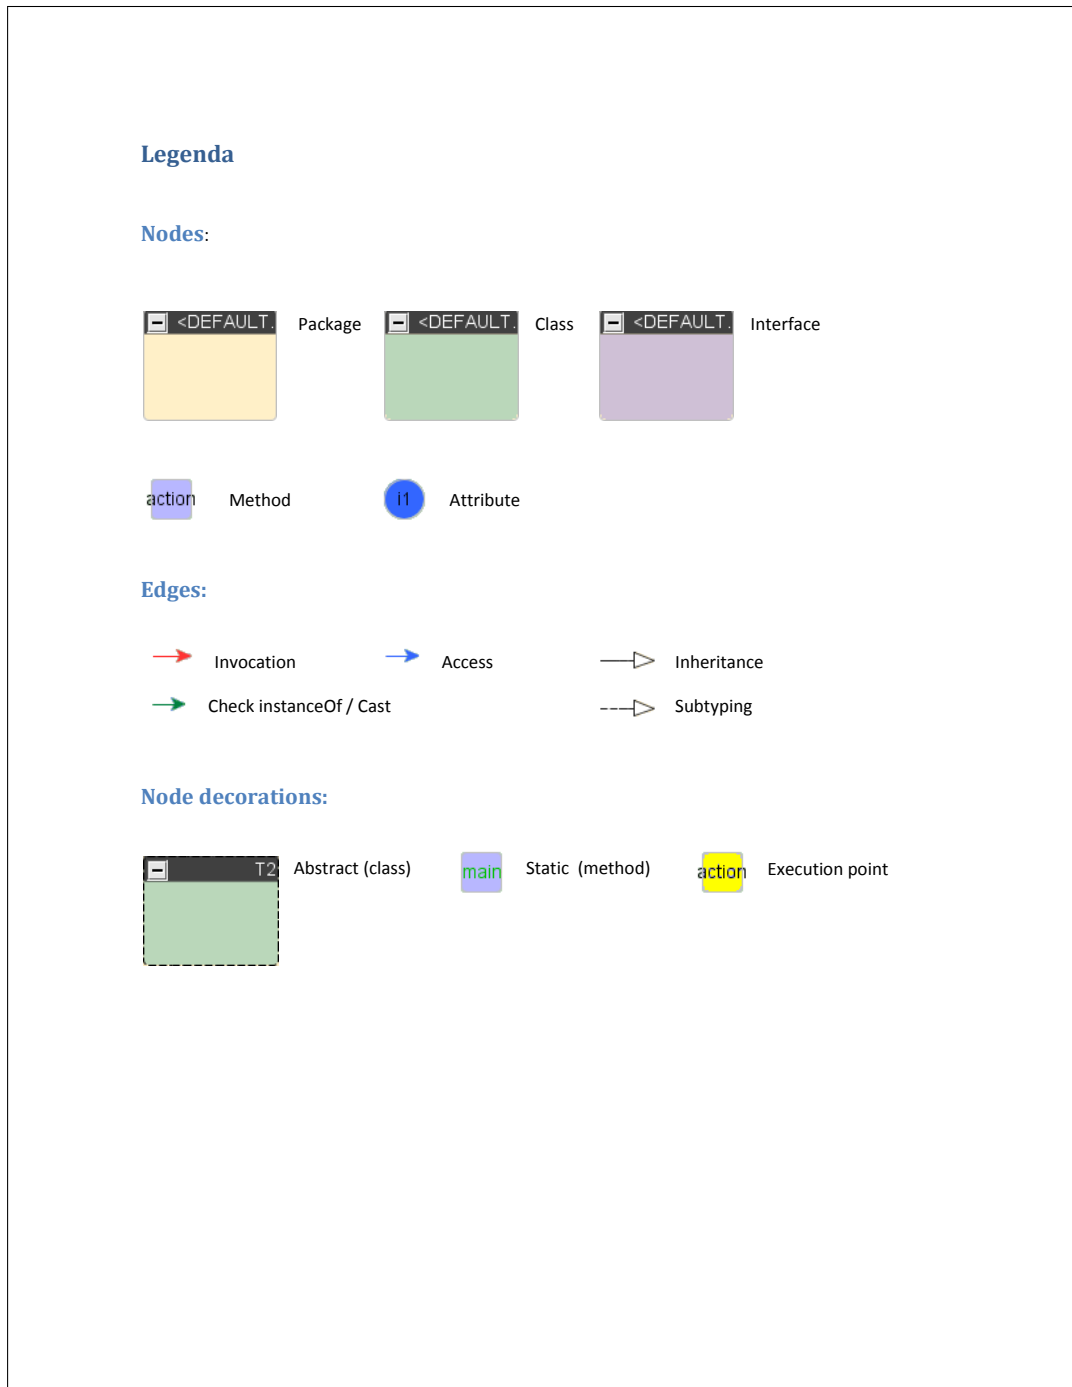 Legenda
Nodes:
<DEFAULT. Package <DEFAULT. Class <DEFAULT. Interface
action Method i1 Attribute
Edges:
Invocation Access Inheritance
Check instanceOf / Cast Subtyping
Node decorations:
T2 Abstract (class) main Static (method) action Execution point